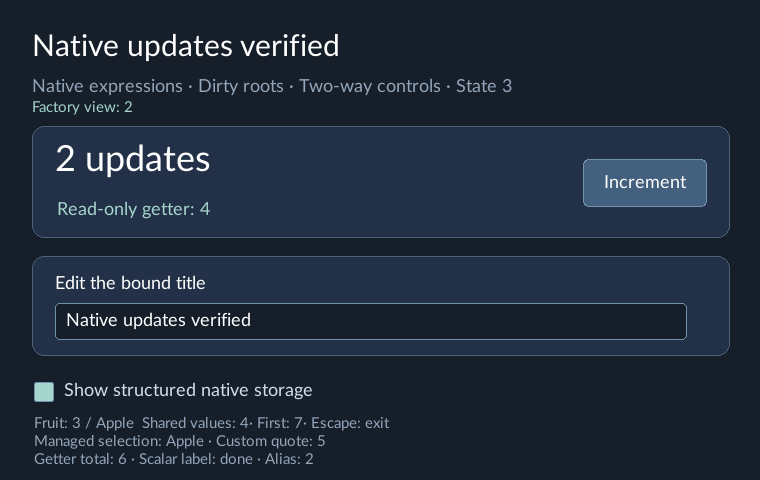 Native updates verified
Native expressions · Dirty roots · Two-way controls · State 3
Factory view: 2
2 updates
Increment
Read-only getter: 4
Edit the bound title
Native updates verified
Show structured native storage
Fruit: 3 / Apple  Shared values: 4· First: 7· Escape: exit
Managed selection: Apple · Custom quote: 5
Getter total: 6 · Scalar label: done · Alias: 2